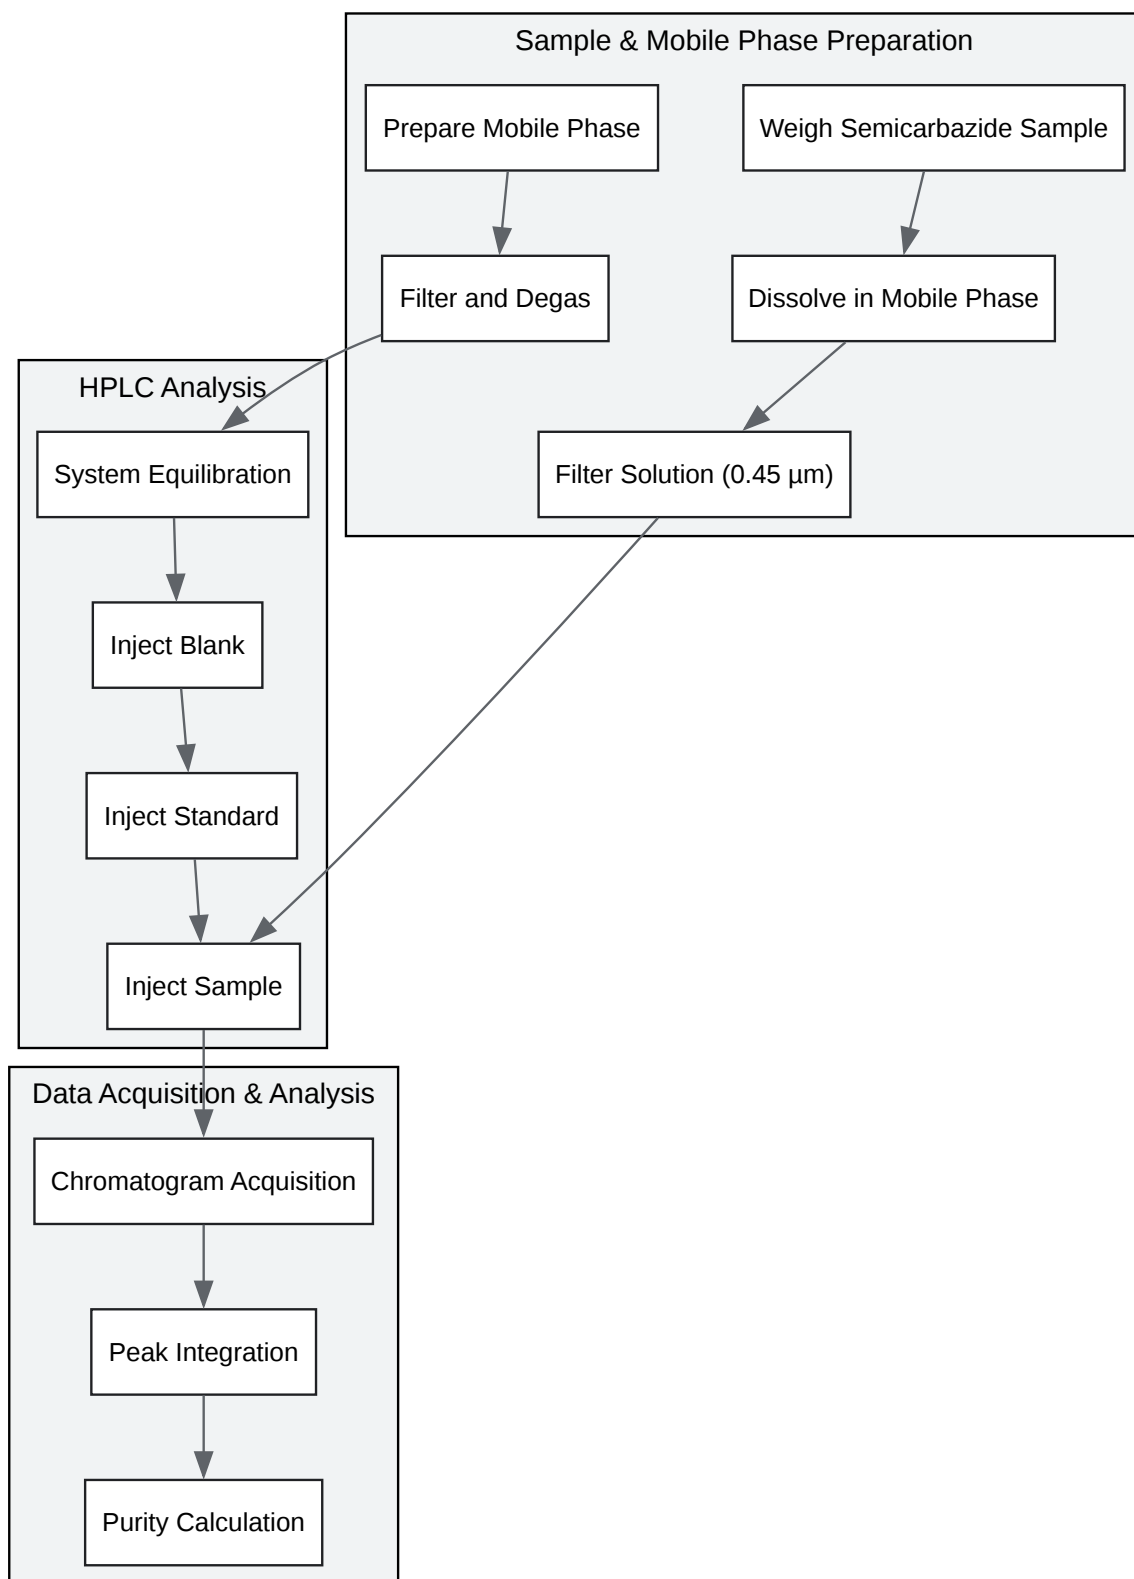 Sample & Mobile Phase Preparation
Prepare Mobile Phase
Weigh Semicarbazide Sample
Filter and Degas
Dissolve in Mobile Phase
HPLC Analysis
System Equilibration
Filter Solution (0.45 µm)
Inject Blank
Inject Standard
Inject Sample
Data Acquisition & Analysis
Chromatogram Acquisition
Peak Integration
Purity Calculation